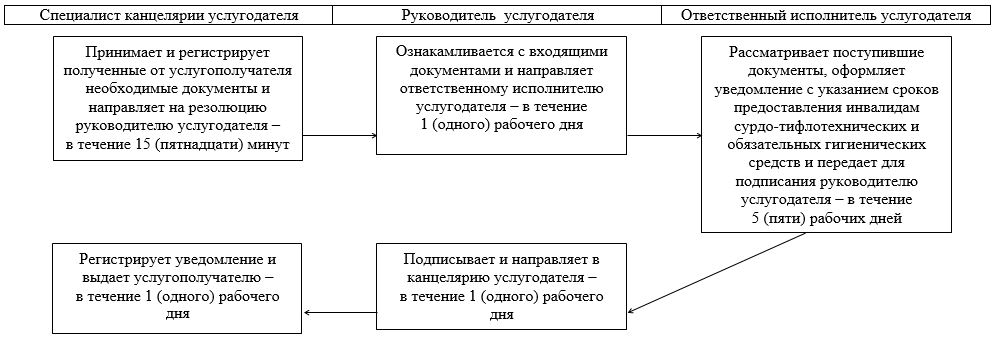 Специалист канцелярии услугодателя
Руководитель услугодателя
Ответственный исполнитель услугодателя
Принимает и регистрирует
полученные от услугополучателя
необходимые документы и
направляет на резолюцию
руководителю услугодателя –
в течение 15 (пятнадцати) минут
Ознакамливается с входящими
документами и направляет
ответственному исполнителю
услугодателя – в течение
1 (одного) рабочего дня
Рассматривает поступившие
документы, оформляет
уведомление с указанием сроков
предоставления инвалидам
сурдо-тифлотехнических и
обязательных гигиенических
средств и передает для
подписания руководителю
услугодателя – в течение
5 (пяти) рабочих дней
Подписывает и направляет в
канцелярию услугодателя –
в течение 1 (одного) рабочего
дня
Регистрирует уведомление и
выдает услугополучателю –
в течение 1 (одного) рабочего
дня